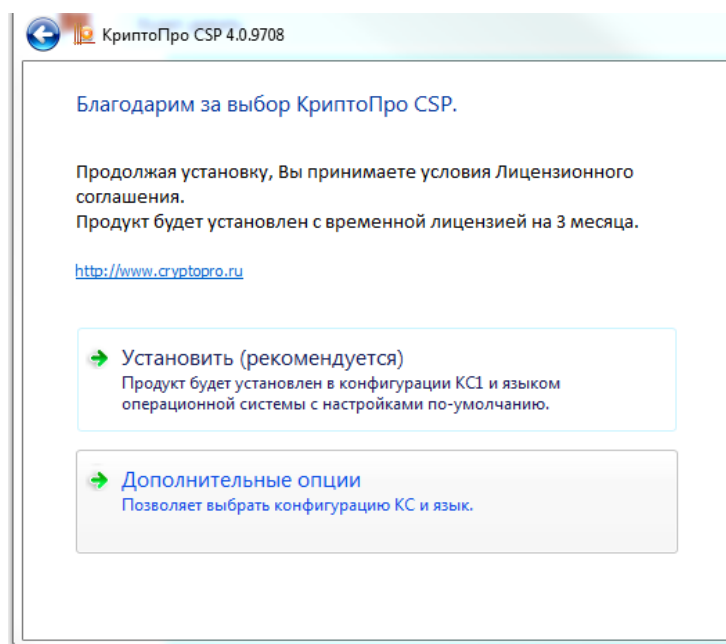 КриптоПро CSP 4.0.9708
Благодарим за выбор КриптоПро CSP.
Продолжая установку, Вы принимаете условия Лицензионного
соглашения.
Продукт будет установлен с временной лицензией на 3 месяца.
http://www.cryptopro.ru
Установить (рекомендуется)
Продукт будет установлен в конфигурации КС1 и языком
операционной системы с настройками по-умолчанию.
Дополнительные опции
Позволяет выбрать конфигурацию КС и язык.